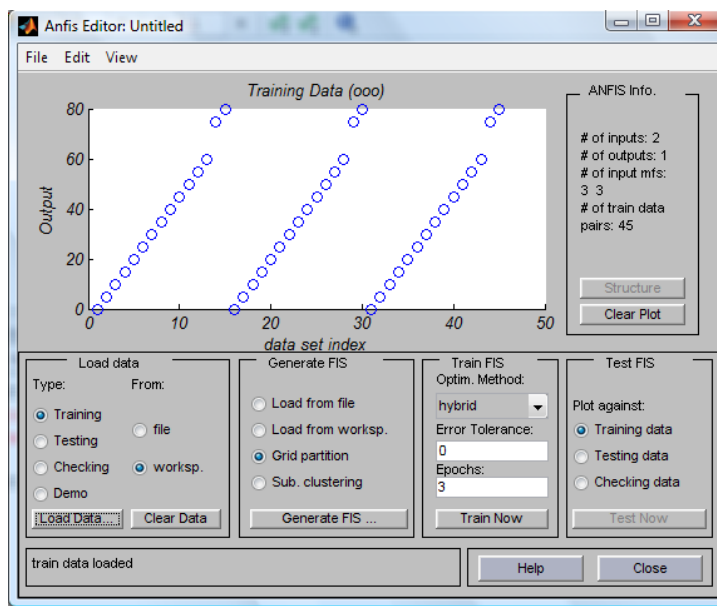 Anfis Editor: Untitled
File Edit View
Training Data (ooo)
80
60
40
20
0
Output
0 10 20 30 40 50
data set index
ANFIS Info.
# of inputs: 2
# of outputs: 1
# of input mfs:
3 3
# of train data
pairs: 45
Structure
Clear Plot
Load data
Type: From:
Training
file
Testing
Checking
worksp.
Demo
Load Data...
Clear Data
Generate FIS
Load from file
Load from worksp.
Grid partition
Sub. clustering
Generate FIS ...
Train FIS
Optim. Method:
hybrid
Error Tolerance:
0
Epochs:
3
Train Now
Test FIS
Plot against:
Training data
Testing data
Checking data
Test Now
train data loaded
Help
Close